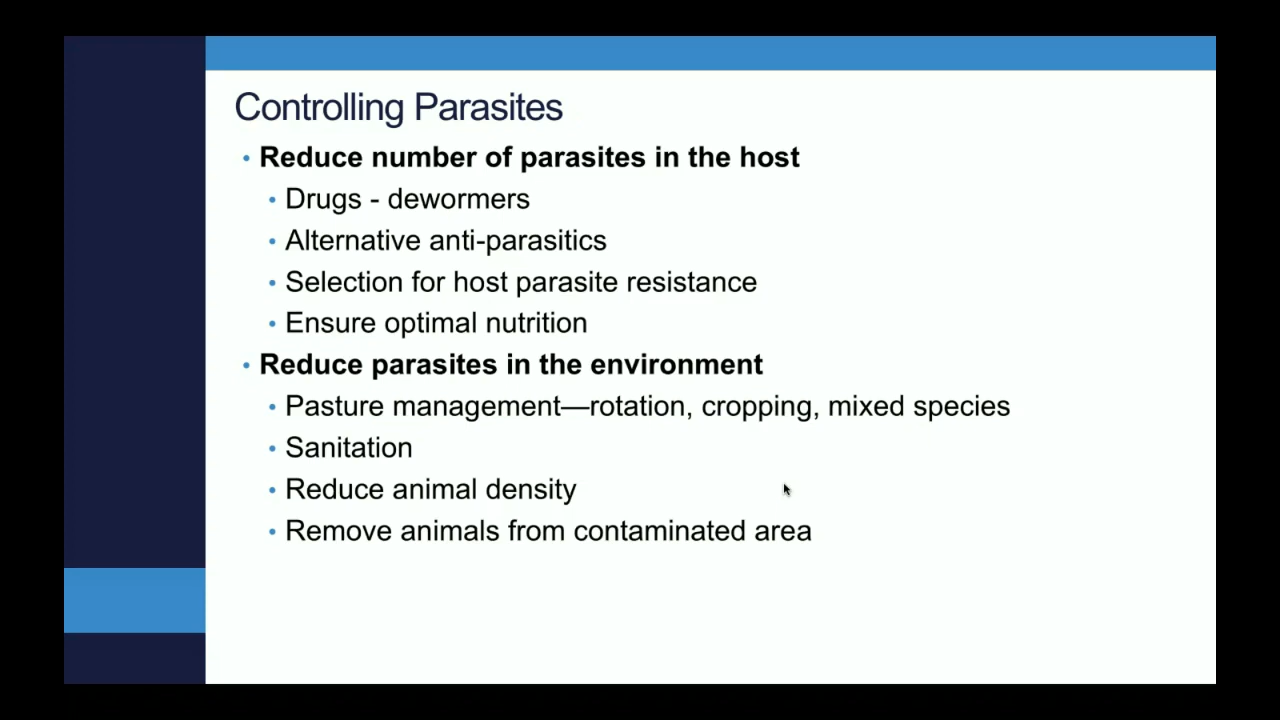 Controlling Parasites
• Reduce number of parasites in the host
• Drugs - dewormers
• Alternative anti-parasitics
• Selection for host parasite resistance
• Ensure optimal nutrition
• Reduce parasites in the environment
• Pasture management—rotation, cropping, mixed species
• Sanitation
• Reduce animal density
• Remove animals from contaminated area